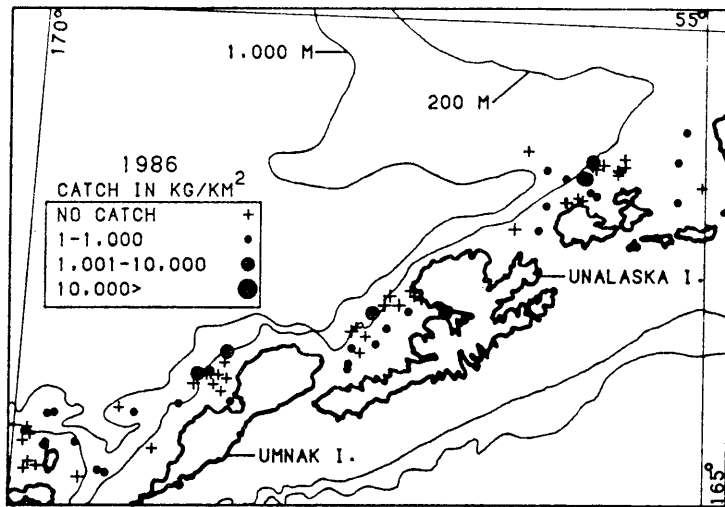 170°
55°
1.000 M
200 M
1986
CATCH IN KG/KM²
NO CATCH +
1-1.000
1.001-10.000
10.000>
UNALASKA I.
UMNAK I.
165°